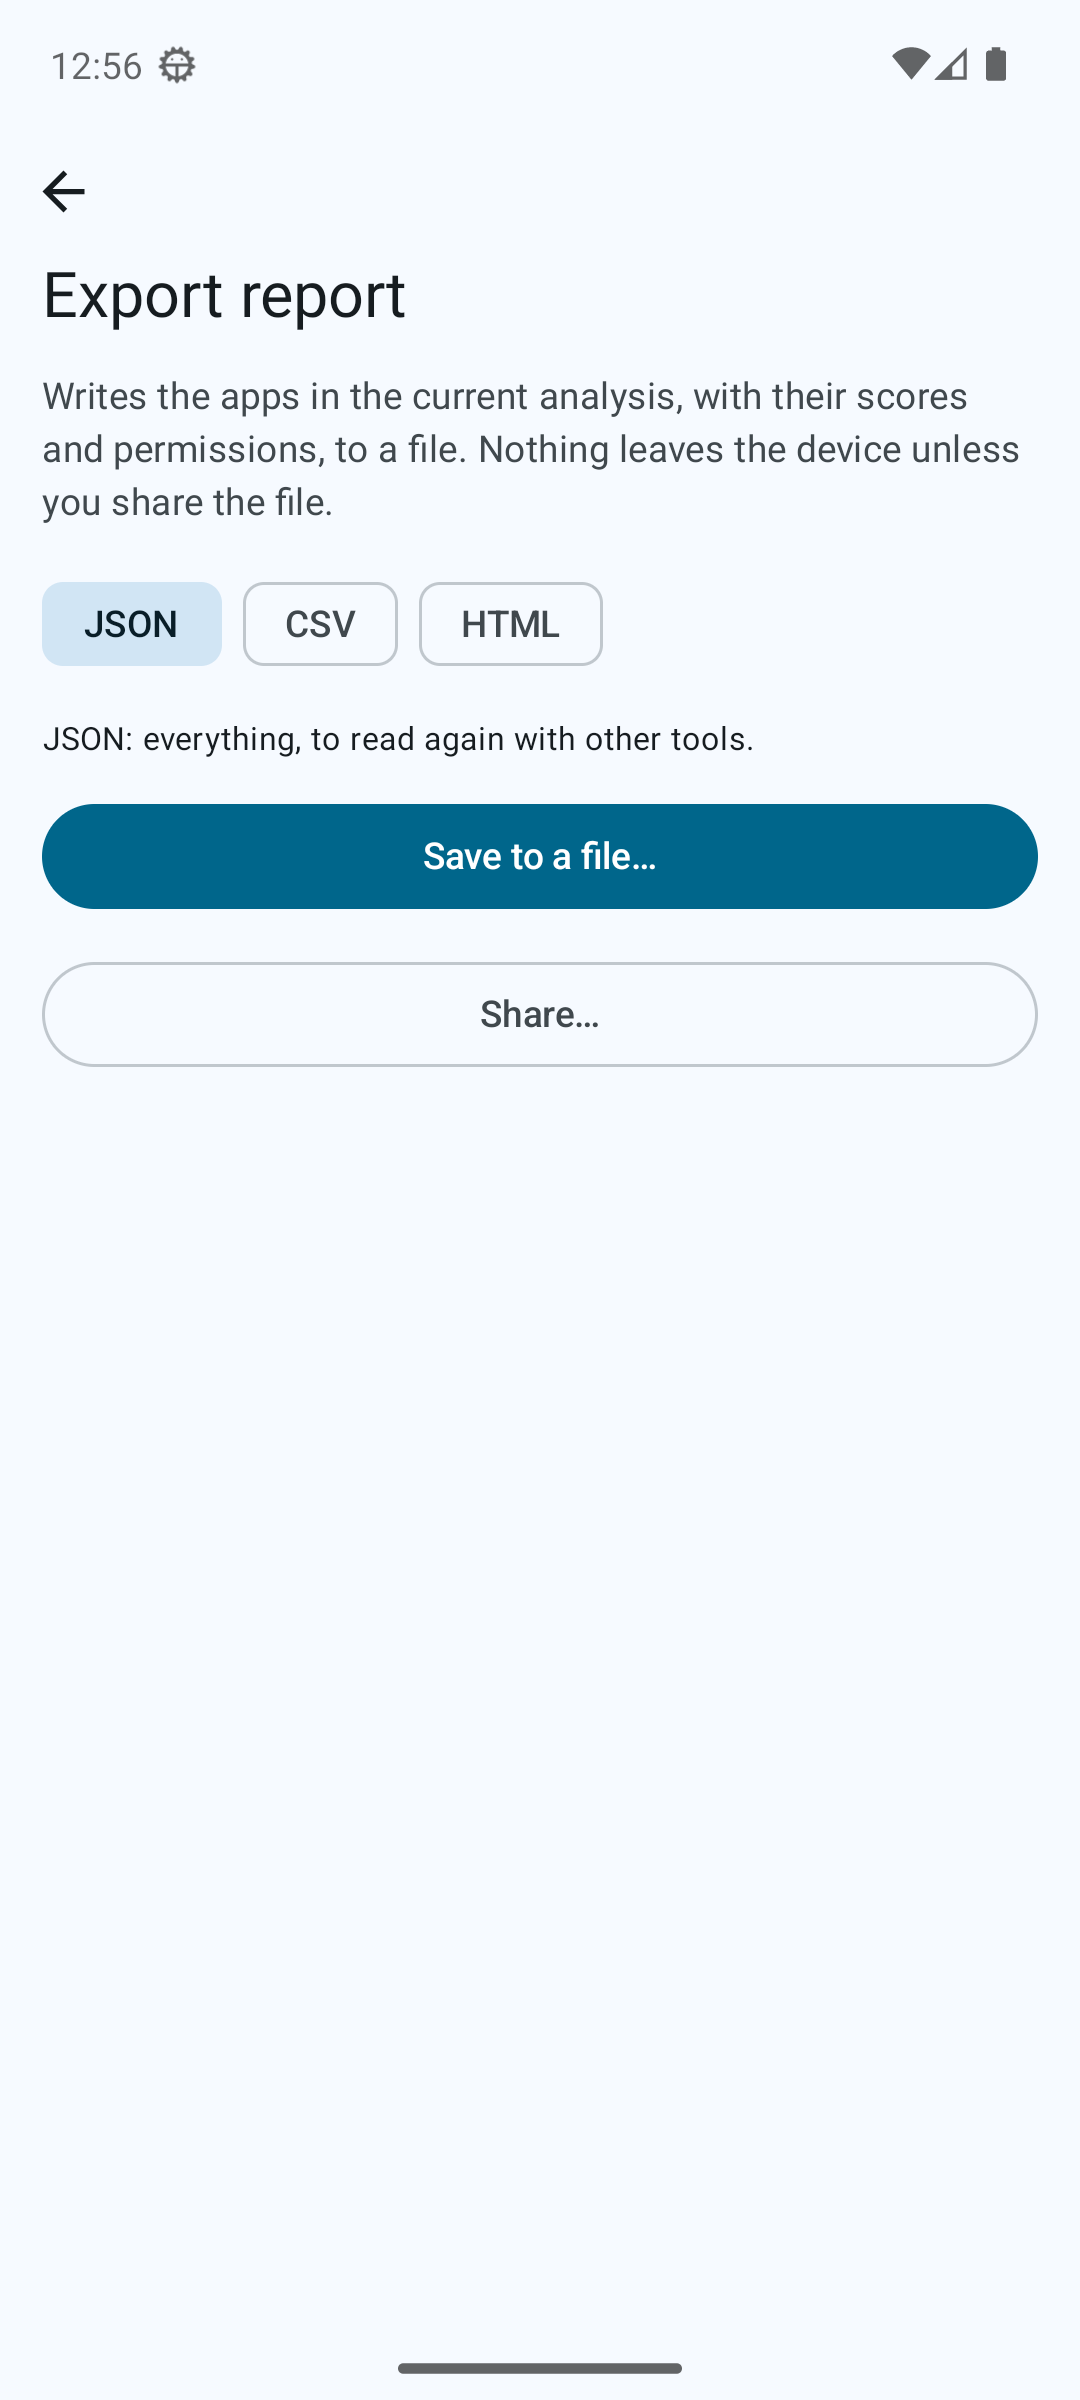 12:56
Export report
Writes the apps in the current analysis, with their scores
and permissions, to a file. Nothing leaves the device unless
you share the file.
JSON
CSV
HTML
JSON: everything, to read again with other tools.
Save to a file…
Share…